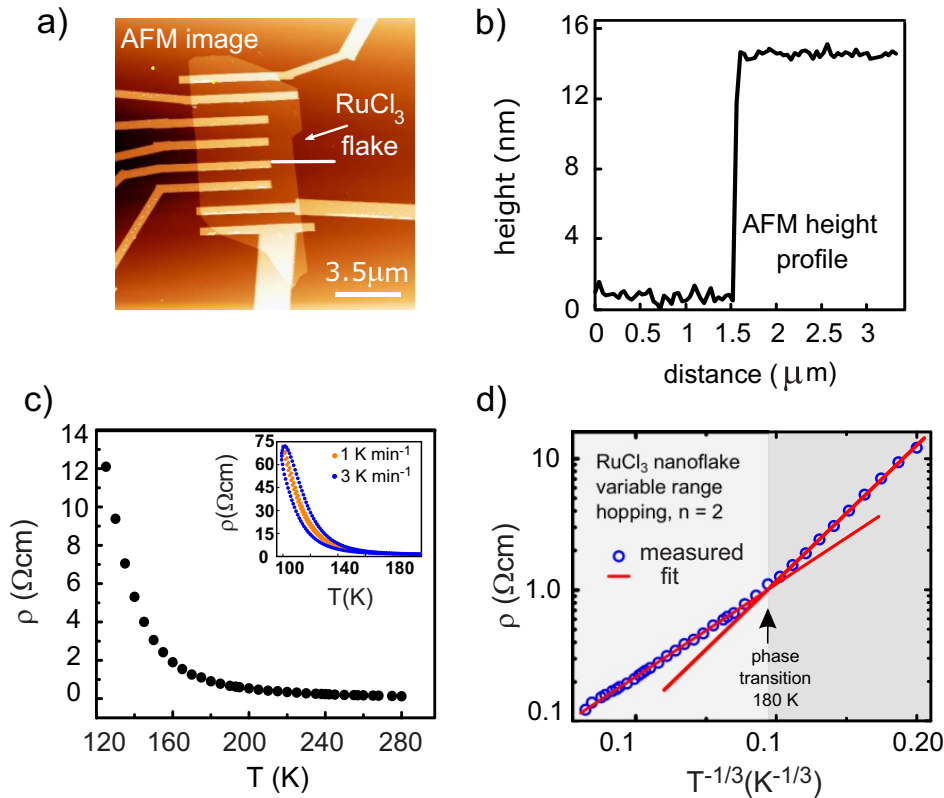 a)
AFM image
RuCl3
flake
3.5μm
b)
height (nm)
16
12
8
4
0
AFM height
profile
0 0.5 1 1.5 2 2.5 3
distance (μm)
c)
ρ (Ωcm)
14
12
10
8
6
4
2
0
120 160 200 240 280
T (K)
ρ(Ωcm)
75
60
45
30
15
0
1 K min-1
3 K min-1
100 140 180
T(K)
d)
ρ (Ωcm)
10
1.0
0.1
RuCl3 nanoflake
variable range
hopping, n = 2
measured
fit
phase
transition
180 K
0.1 0.1 0.20
T-1/3(K-1/3)